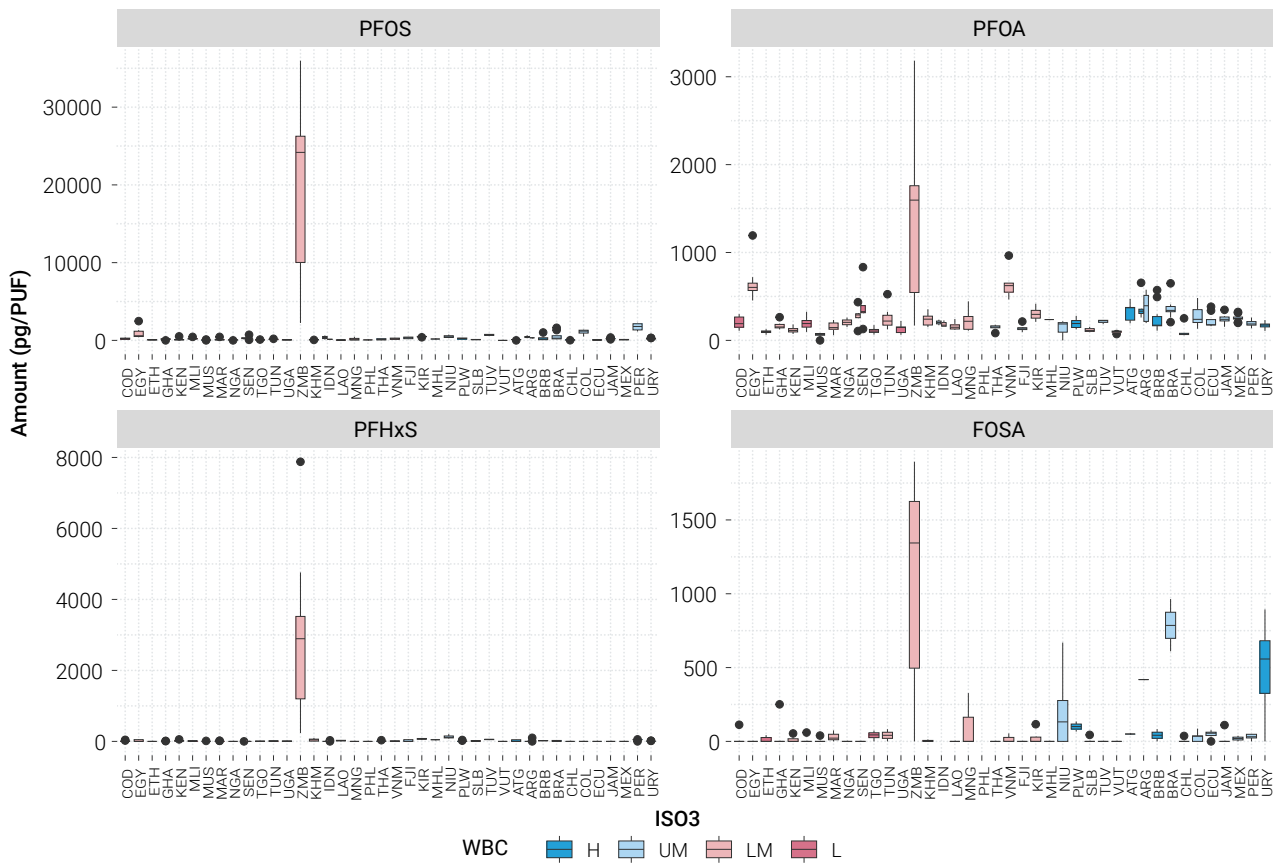 PFOS PFOA
30000
20000
10000
0
3000
2000
1000
0
COD EGY ETH GHA KEN MLI MUS MAR NGA SEN TGO TUN UGA ZMB KHM IDN LAO MNG PHL THA VNM FJI KIR MHL NIU PLW SLB TUV VUT ATG ARG BRB BRA CHL COL ECU JAM MEX PER URY
COD EGY ETH GHA KEN MLI MUS MAR NGA SEN TGO TUN UGA ZMB KHM IDN LAO MNG PHL THA VNM FJI KIR MHL NIU PLW SLB TUV VUT ATG ARG BRB BRA CHL COL ECU JAM MEX PER URY
Amount (pg/PUF)
PFHxS FOSA
8000
6000
4000
2000
0
1500
1000
500
0
COD EGY ETH GHA KEN MLI MUS MAR NGA SEN TGO TUN UGA ZMB KHM IDN LAO MNG PHL THA VNM FJI KIR MHL NIU PLW SLB TUV VUT ATG ARG BRB BRA CHL COL ECU JAM MEX PER URY
COD EGY ETH GHA KEN MLI MUS MAR NGA SEN TGO TUN UGA ZMB KHM IDN LAO MNG PHL THA VNM FJI KIR MHL NIU PLW SLB TUV VUT ATG ARG BRB BRA CHL COL ECU JAM MEX PER URY
ISO3
WBC H UM LM L